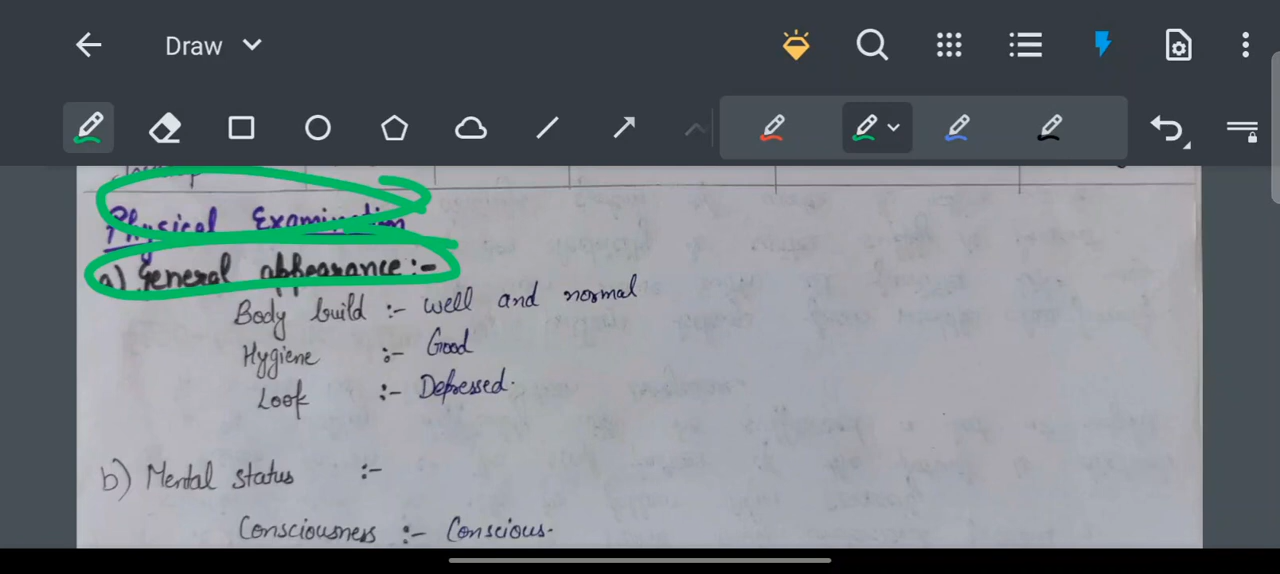 Draw
Physical Examination
a) General appearance :-
Body build :- well and normal
Hygiene :- Good
Look :- Depressed.
b) Mental status :-
Consciousness :- Conscious.